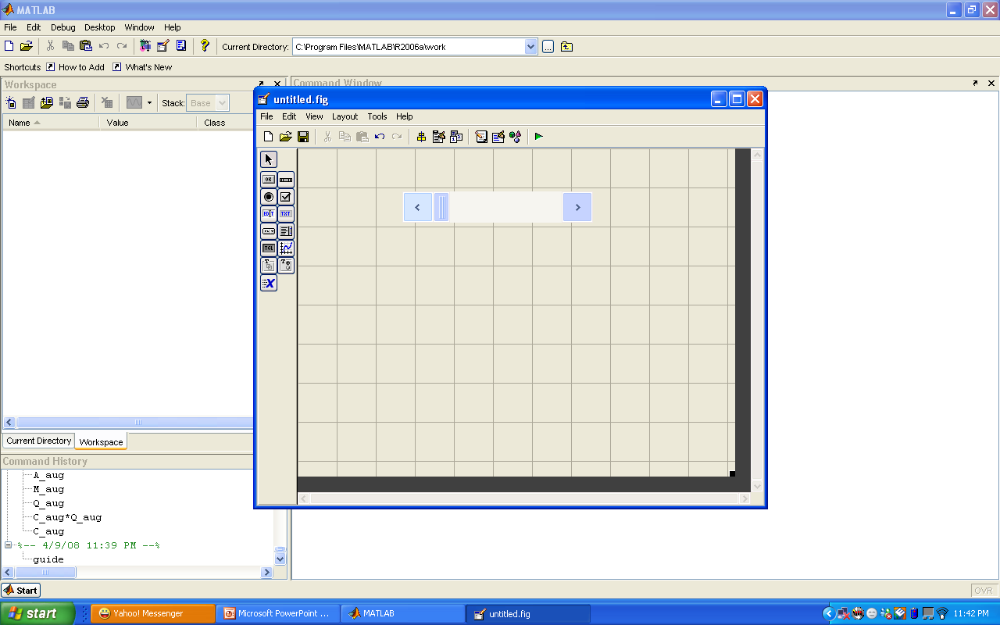 MATLAB
File Edit Debug Desktop Window Help
Current Directory: C:\Program Files\MATLAB\R2006a\work ...
Shortcuts How to Add What's New
Workspace
Stack: Base
Name Value Class
Current Directory Workspace
Command History
A_aug
M_aug
Q_aug
C_aug*Q_aug
C_aug
%-- 4/9/08 11:39 PM --%
guide
Command Window
untitled.fig
File Edit View Layout Tools Help
OK
EDIT TXT
TGL
T T
X
Start
OVR
start Yahoo! Messenger Microsoft PowerPoint ... MATLAB untitled.fig 11:42 PM